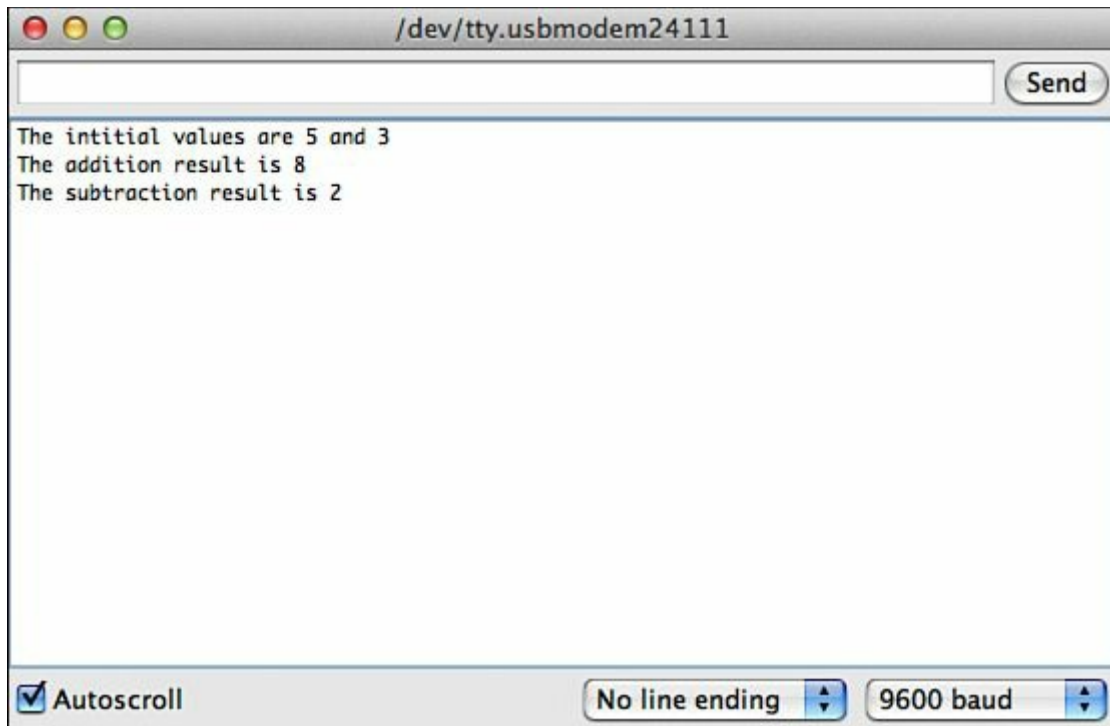 /dev/tty.usbmodem24111
Send
The intitial values are 5 and 3
The addition result is 8
The subtraction result is 2
Autoscroll
No line ending
9600 baud